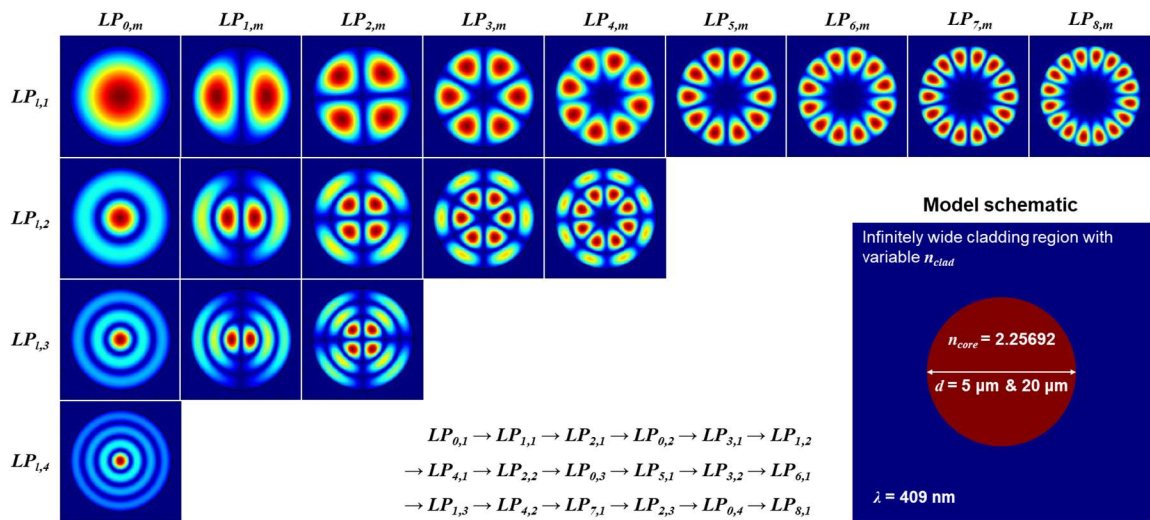 LP0,m LP1,m LP2,m LP3,m LP4,m LP5,m LP6,m LP7,m LP8,m
LPl,1
LPl,2
LPl,3
LPl,4
LP0,1 → LP1,1 → LP2,1 → LP0,2 → LP3,1 → LP1,2
→ LP4,1 → LP2,2 → LP0,3 → LP5,1 → LP3,2 → LP6,1
→ LP1,3 → LP4,2 → LP7,1 → LP2,3 → LP0,4 → LP8,1
Model schematic
Infinitely wide cladding region with
variable nclad
ncore = 2.25692
d = 5 µm & 20 µm
λ = 409 nm